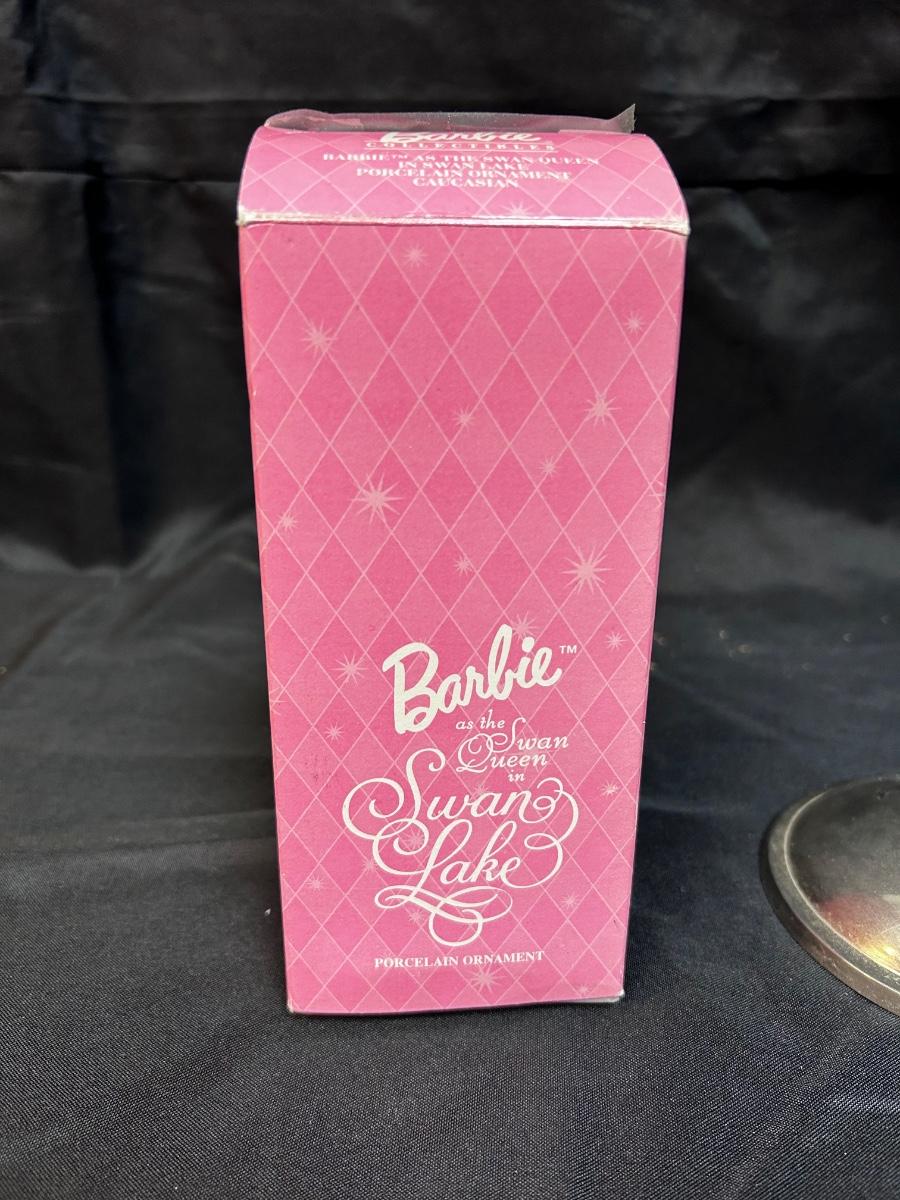 Barbie
COLLECTIBLES
BARBIE™ AS THE SWAN QUEEN
IN SWAN LAKE
PORCELAIN ORNAMENT
CAUCASIAN
Barbie™
as the
Swan
Queen
in
Swan
Lake
PORCELAIN ORNAMENT